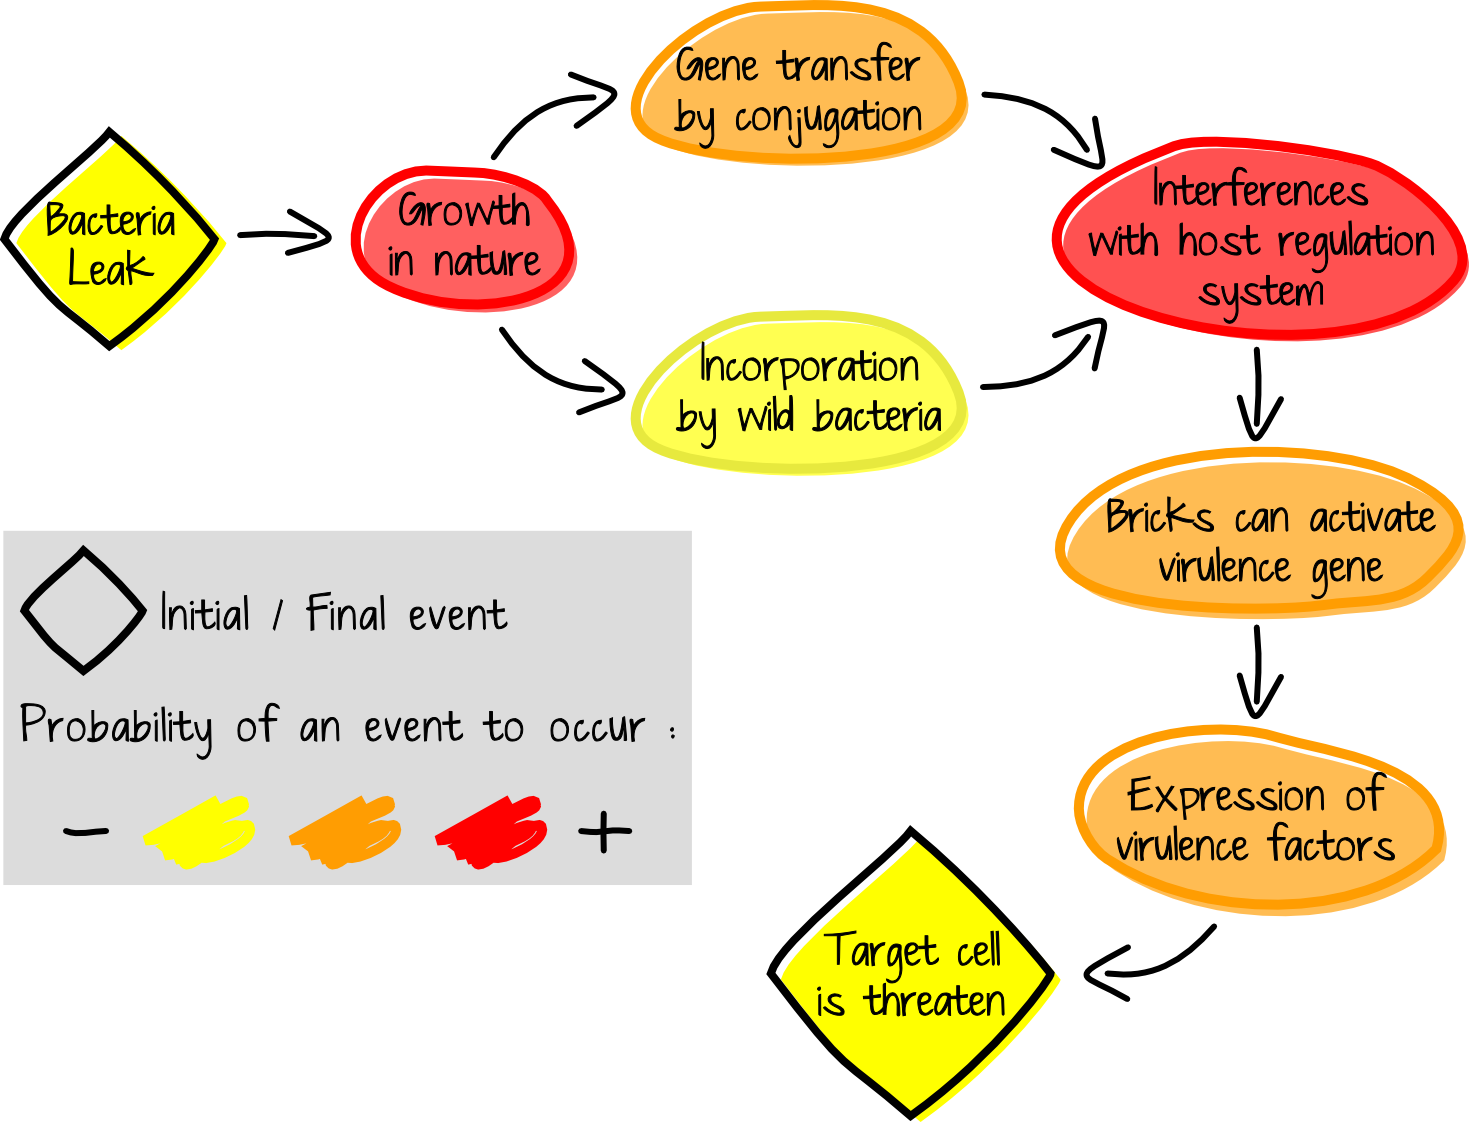 Bacteria
Leak
Growth
in nature
Gene transfer
by conjugation
Incorporation
by wild bacteria
Interferences
with host regulation
system
Bricks can activate
virulence gene
Expression of
virulence factors
Target cell
is threaten
Initial / Final event
Probability of an event to occur :
- +